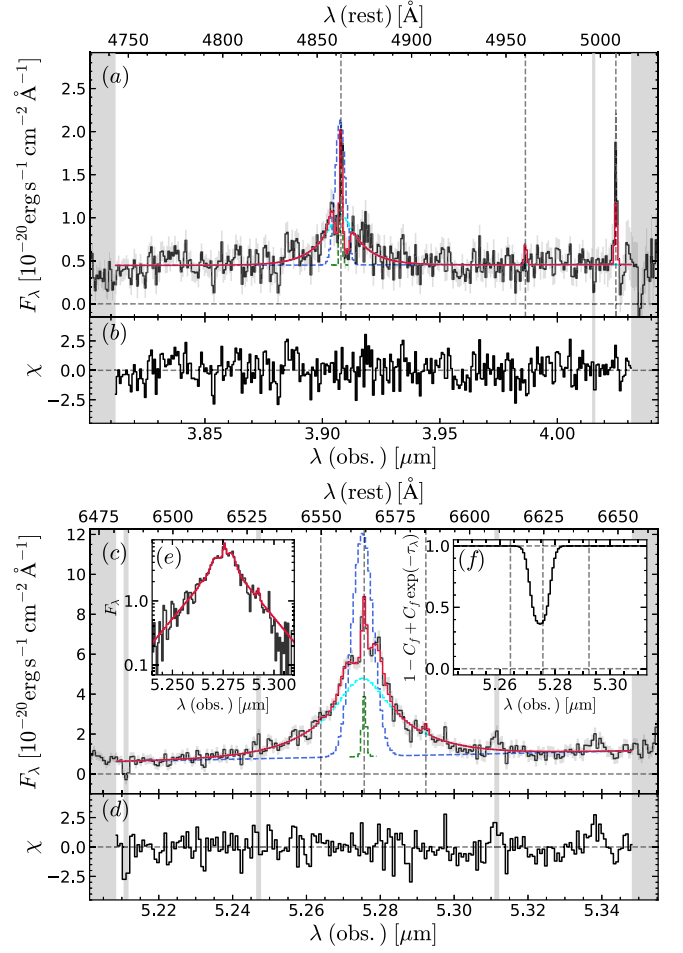 λ (rest) [Å]
4750 4800 4850 4900 4950 5000
(a)
2.5
2.0
1.5
1.0
0.5
0.0
F_λ [10⁻²⁰ erg s⁻¹ cm⁻² Å⁻¹]
(b)
2.5
0.0
−2.5
χ
3.85 3.90 3.95 4.00
λ (obs.) [μm]
λ (rest) [Å]
6475 6500 6525 6550 6575 6600 6625 6650
(c)
12
10
8
6
4
2
0
F_λ [10⁻²⁰ erg s⁻¹ cm⁻² Å⁻¹]
(e)
F_λ
1.0
0.1
5.250 5.275 5.300
λ (obs.) [μm]
(f)
1 − C_f + C_f exp(−τ_λ)
1.0
0.5
0.0
5.26 5.28 5.31
λ (obs.) [μm]
(d)
2.5
0.0
−2.5
χ
5.22 5.24 5.26 5.28 5.30 5.32 5.34
λ (obs.) [μm]